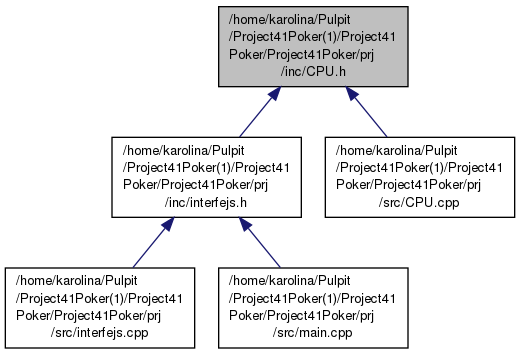 /home/karolina/Pulpit
/Project41Poker(1)/Project41
Poker/Project41Poker/prj
/inc/CPU.h
/home/karolina/Pulpit
/Project41Poker(1)/Project41
Poker/Project41Poker/prj
/inc/interfejs.h
/home/karolina/Pulpit
/Project41Poker(1)/Project41
Poker/Project41Poker/prj
/src/CPU.cpp
/home/karolina/Pulpit
/Project41Poker(1)/Project41
Poker/Project41Poker/prj
/src/interfejs.cpp
/home/karolina/Pulpit
/Project41Poker(1)/Project41
Poker/Project41Poker/prj
/src/main.cpp